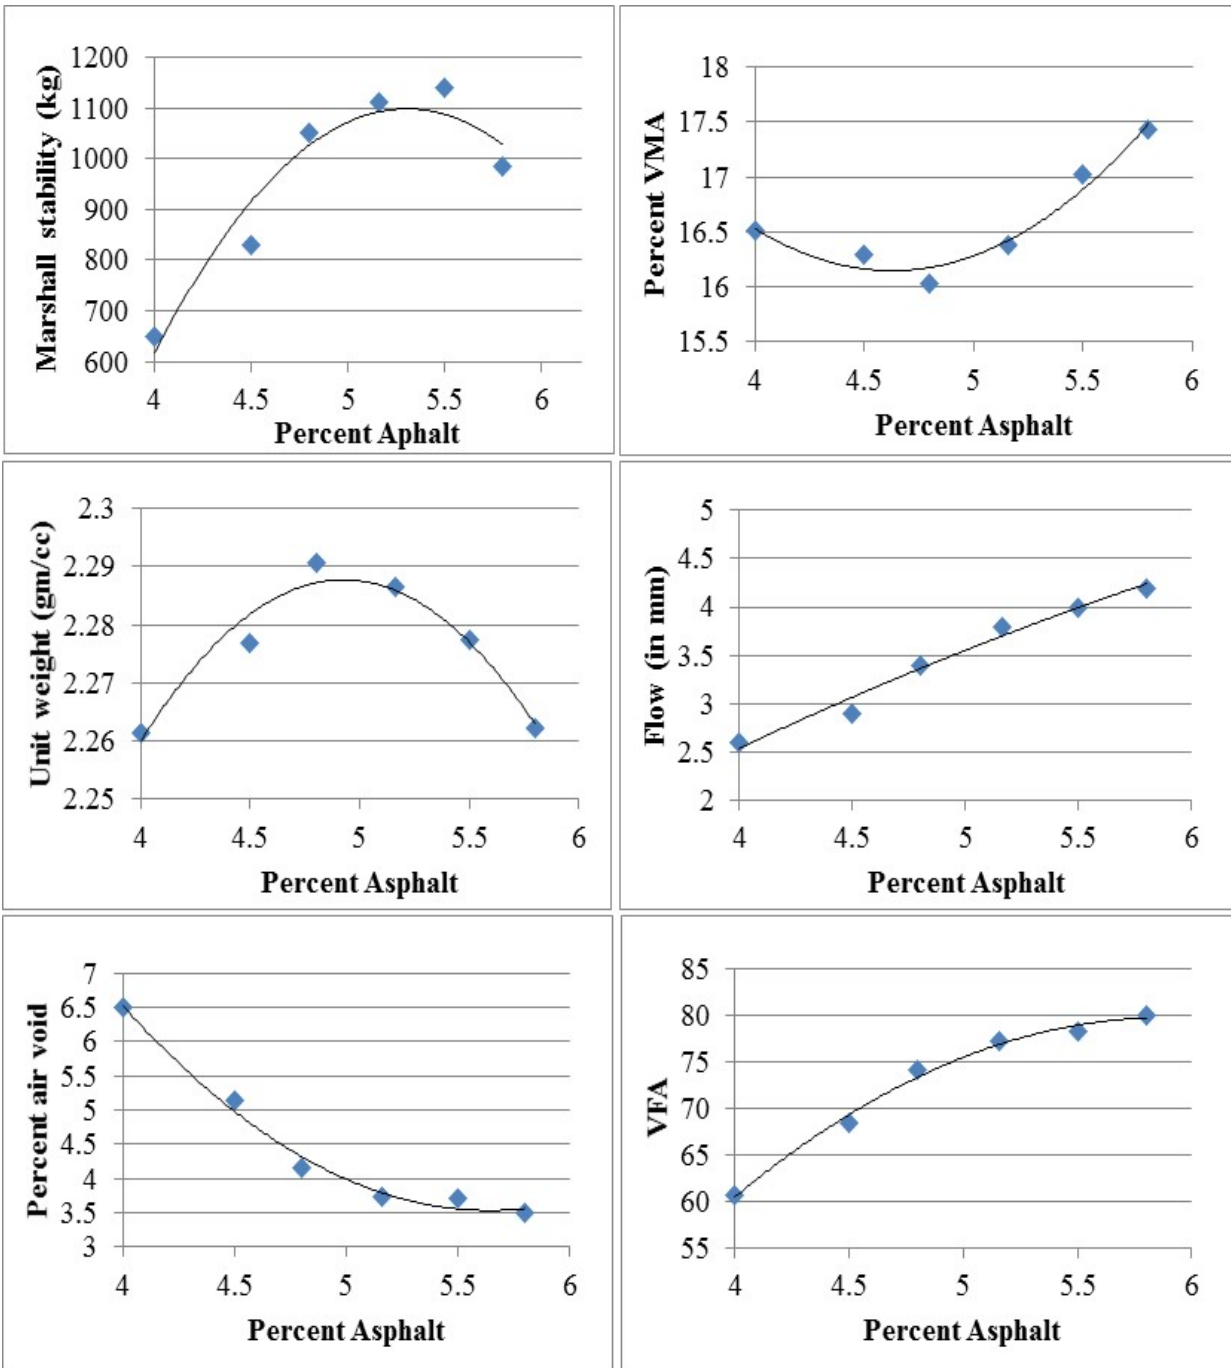 Marshall stability (kg)
1200
1100
1000
900
800
700
600
4 4.5 5 5.5 6
Percent Aphalt
Percent VMA
18
17.5
17
16.5
16
15.5
4 4.5 5 5.5 6
Percent Asphalt
Unit weight (gm/cc)
2.3
2.29
2.28
2.27
2.26
2.25
4 4.5 5 5.5 6
Percent Asphalt
Flow (in mm)
5
4.5
4
3.5
3
2.5
2
4 4.5 5 5.5 6
Percent Asphalt
Percent air void
7
6.5
6
5.5
5
4.5
4
3.5
3
4 4.5 5 5.5 6
Percent Asphalt
VFA
85
80
75
70
65
60
55
4 4.5 5 5.5 6
Percent Asphalt